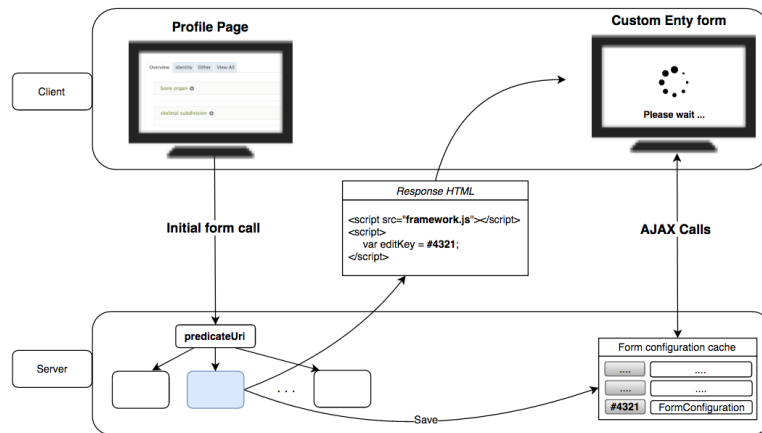 Profile Page
Custom Enty form
Overview Identity Other View All
bone organ
skeletal subdivision
Client
Please wait ...
Response HTML
<script src="framework.js"></script>
<script>
var editKey = #4321;
</script>
Initial form call
AJAX Calls
predicateUri
Form configuration cache
Server
. . .
.... ....
.... ....
#4321 FormConfiguration
Save